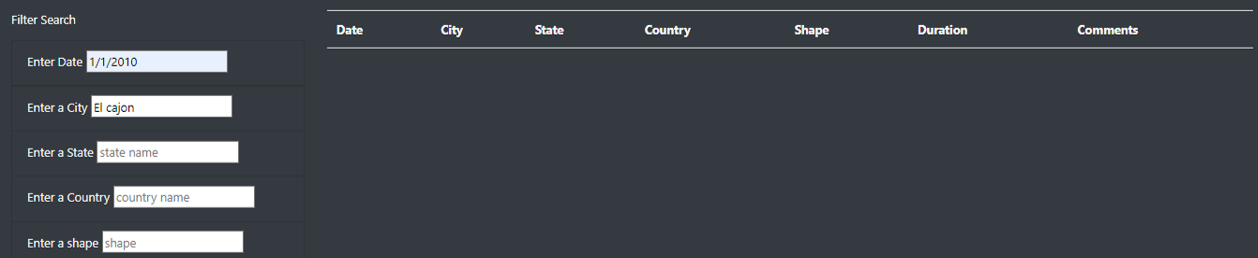 Filter Search
Date City State Country Shape Duration Comments
Enter Date 1/1/2010
Enter a City El cajon
Enter a State state name
Enter a Country country name
Enter a shape shape